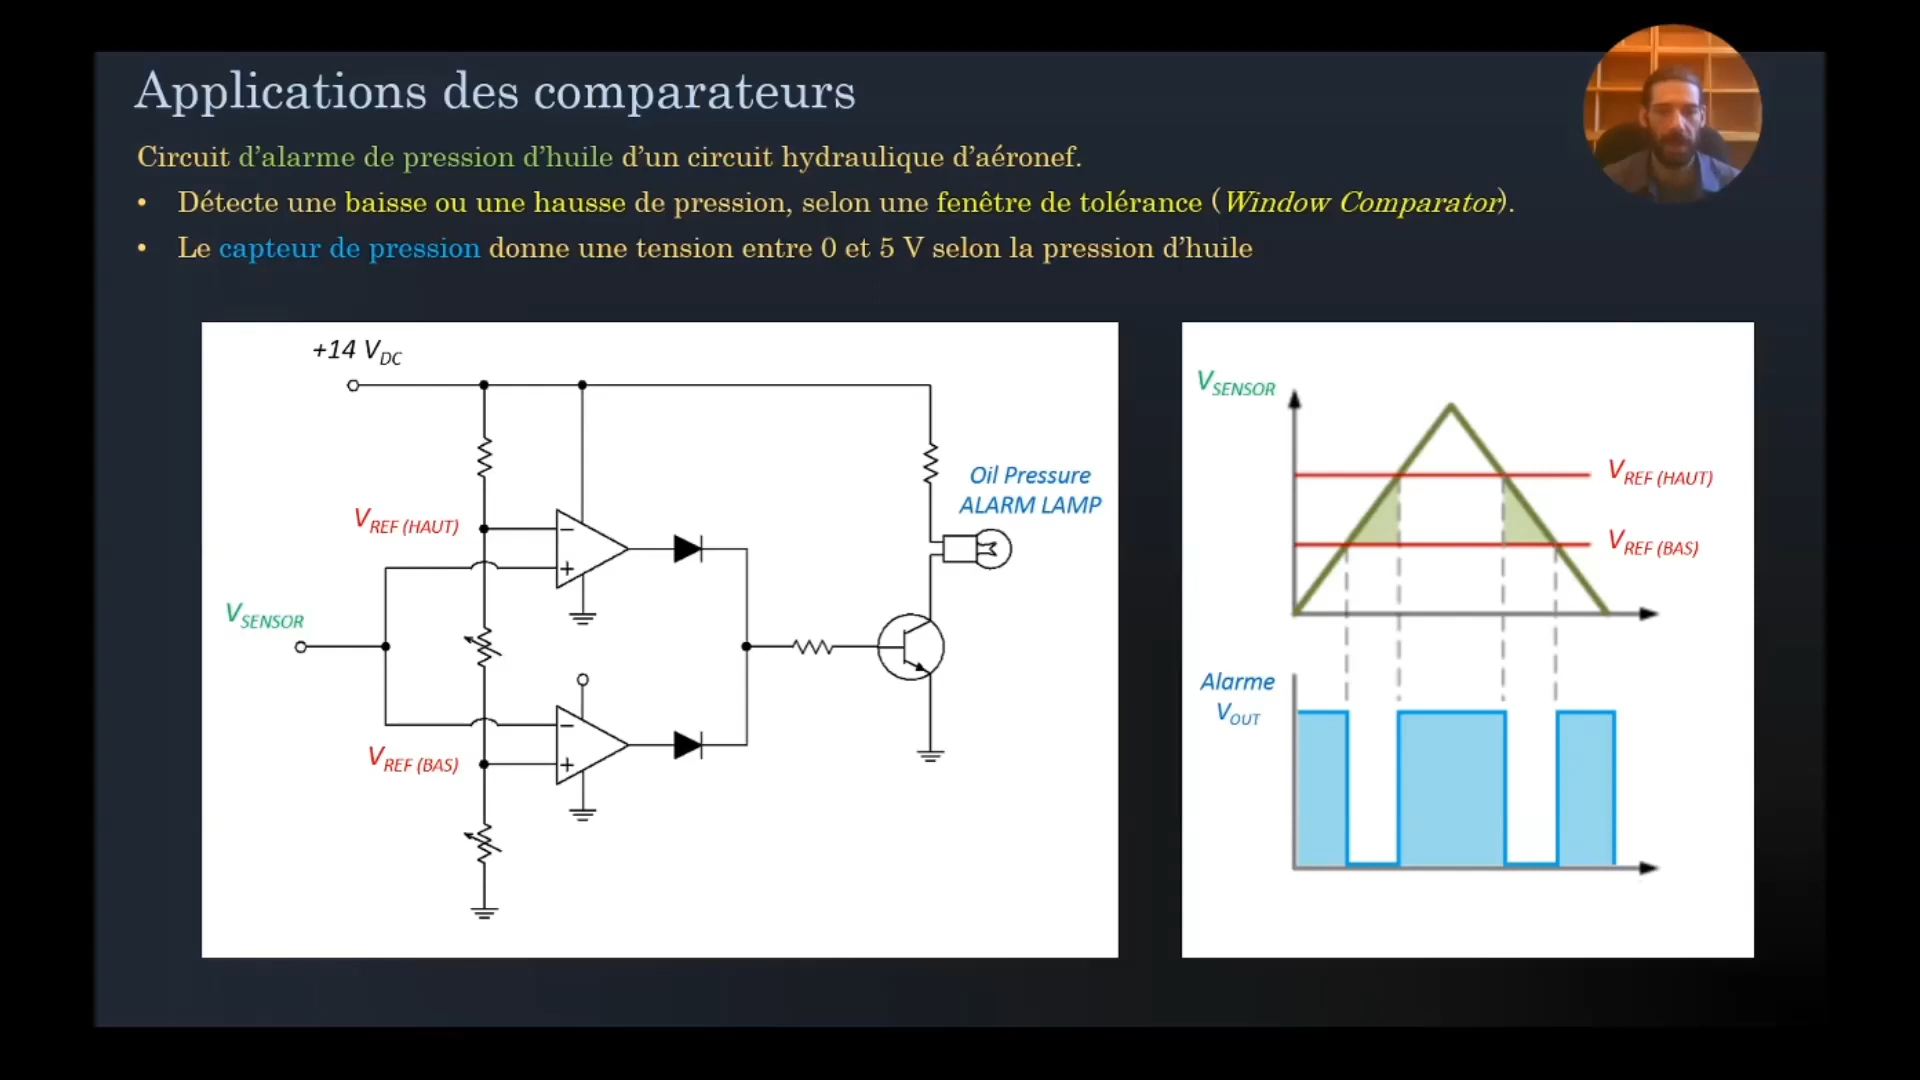 Applications des comparateurs
Circuit d’alarme de pression d’huile d’un circuit hydraulique d’aéronef.
• Détecte une baisse ou une hausse de pression, selon une fenêtre de tolérance (Window Comparator).
• Le capteur de pression donne une tension entre 0 et 5 V selon la pression d’huile
+14 VDC
Oil Pressure
ALARM LAMP
VREF (HAUT)
VSENSOR
VREF (BAS)
− 
+
−
+
VSENSOR
VREF (HAUT)
VREF (BAS)
Alarme
VOUT